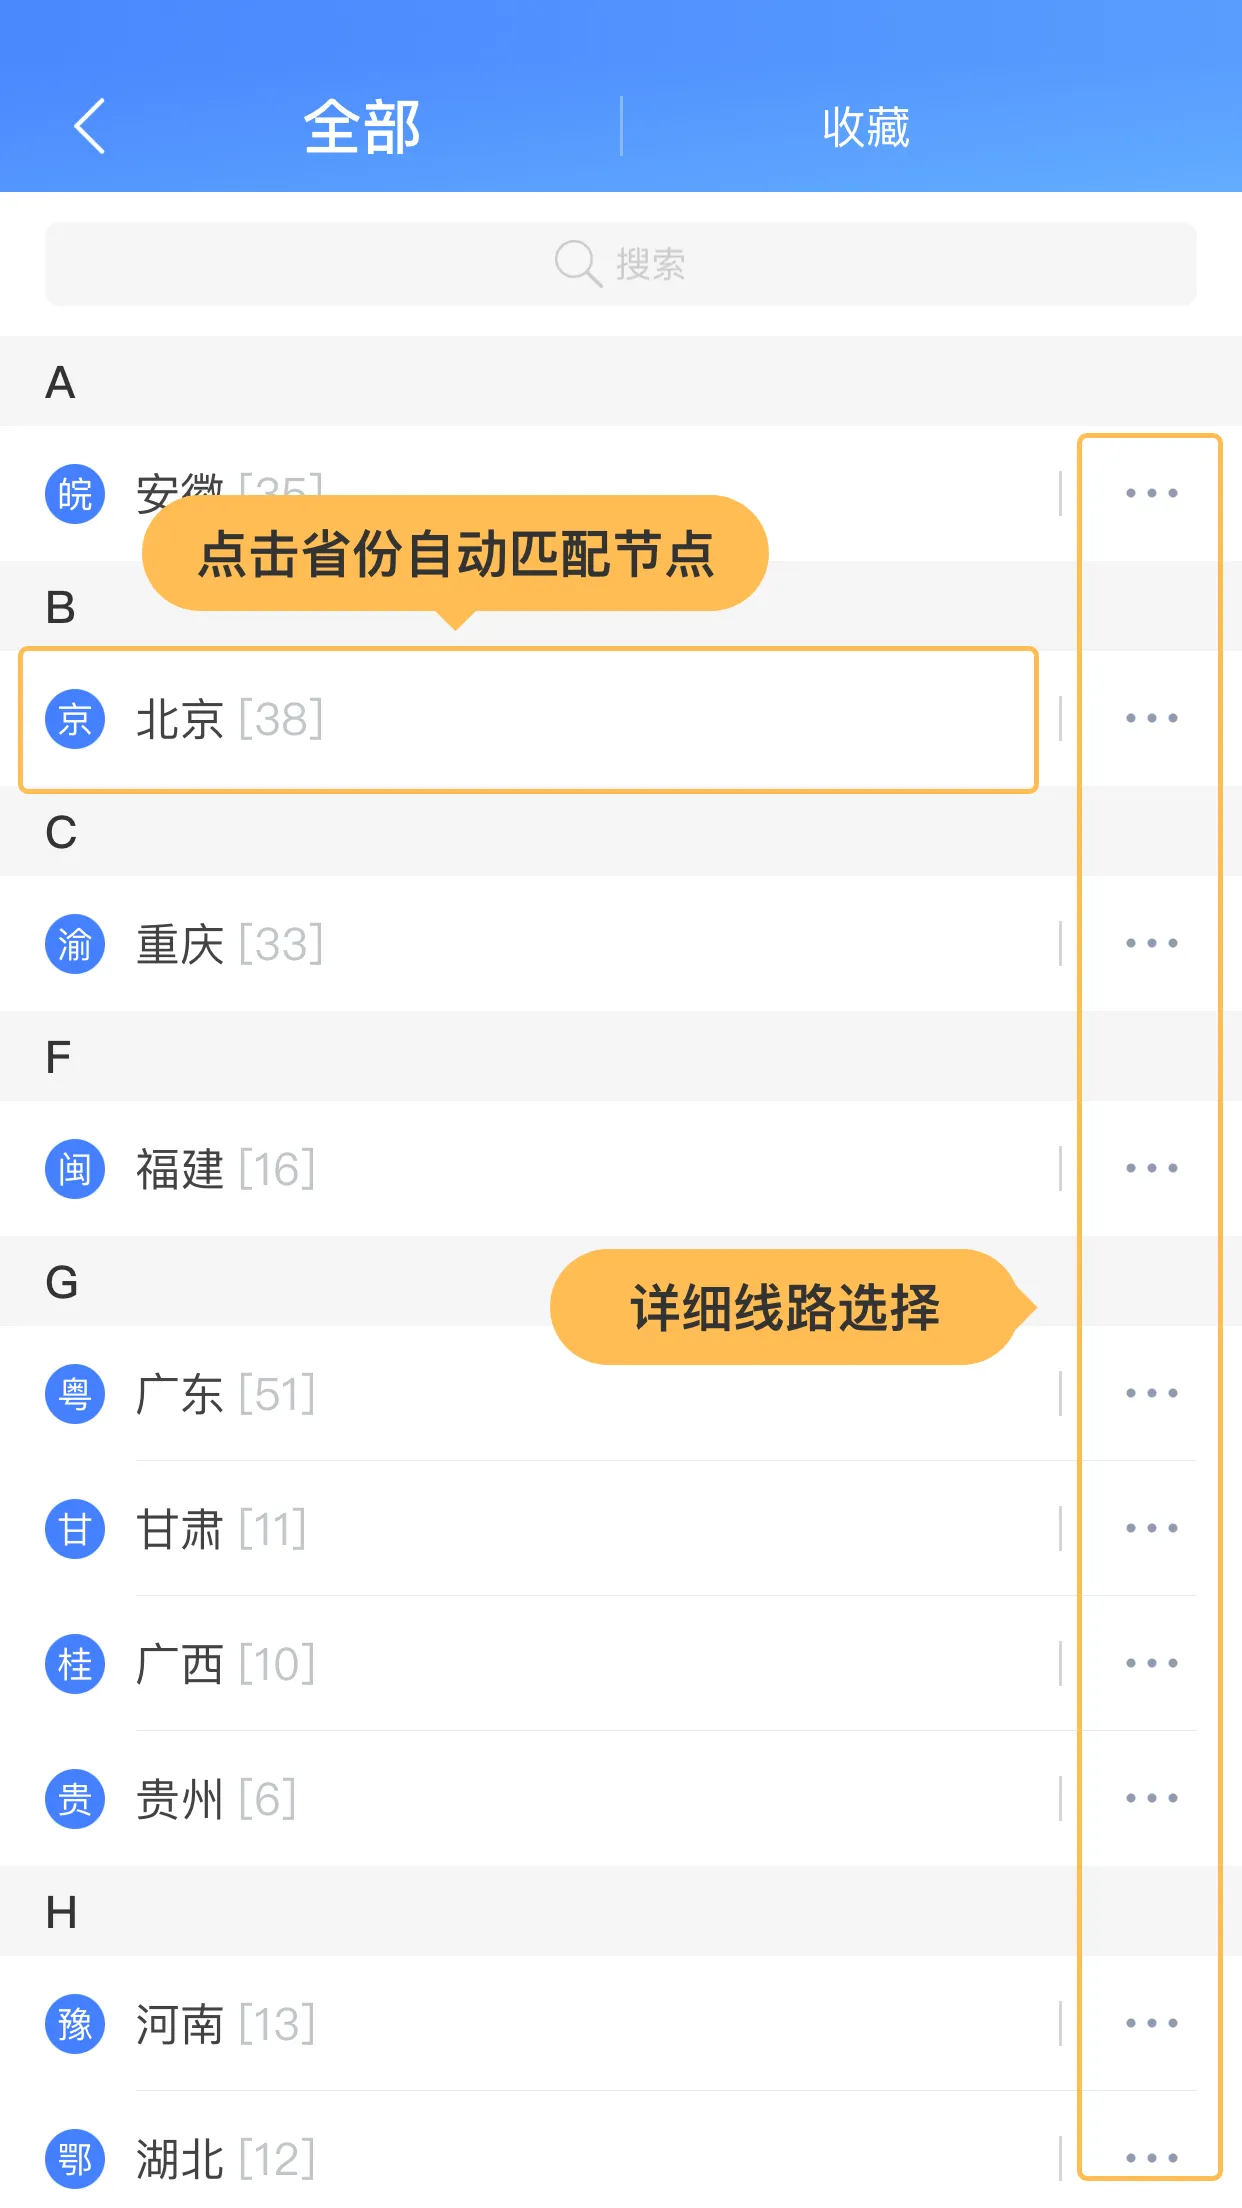 全部 收藏
搜索
A
皖 安徽 [35]
点击省份自动匹配节点
B
京 北京 [38]
C
渝 重庆 [33]
F
闽 福建 [16]
G
详细线路选择
粤 广东 [51]
甘 甘肃 [11]
桂 广西 [10]
贵 贵州 [6]
H
豫 河南 [13]
鄂 湖北 [12]